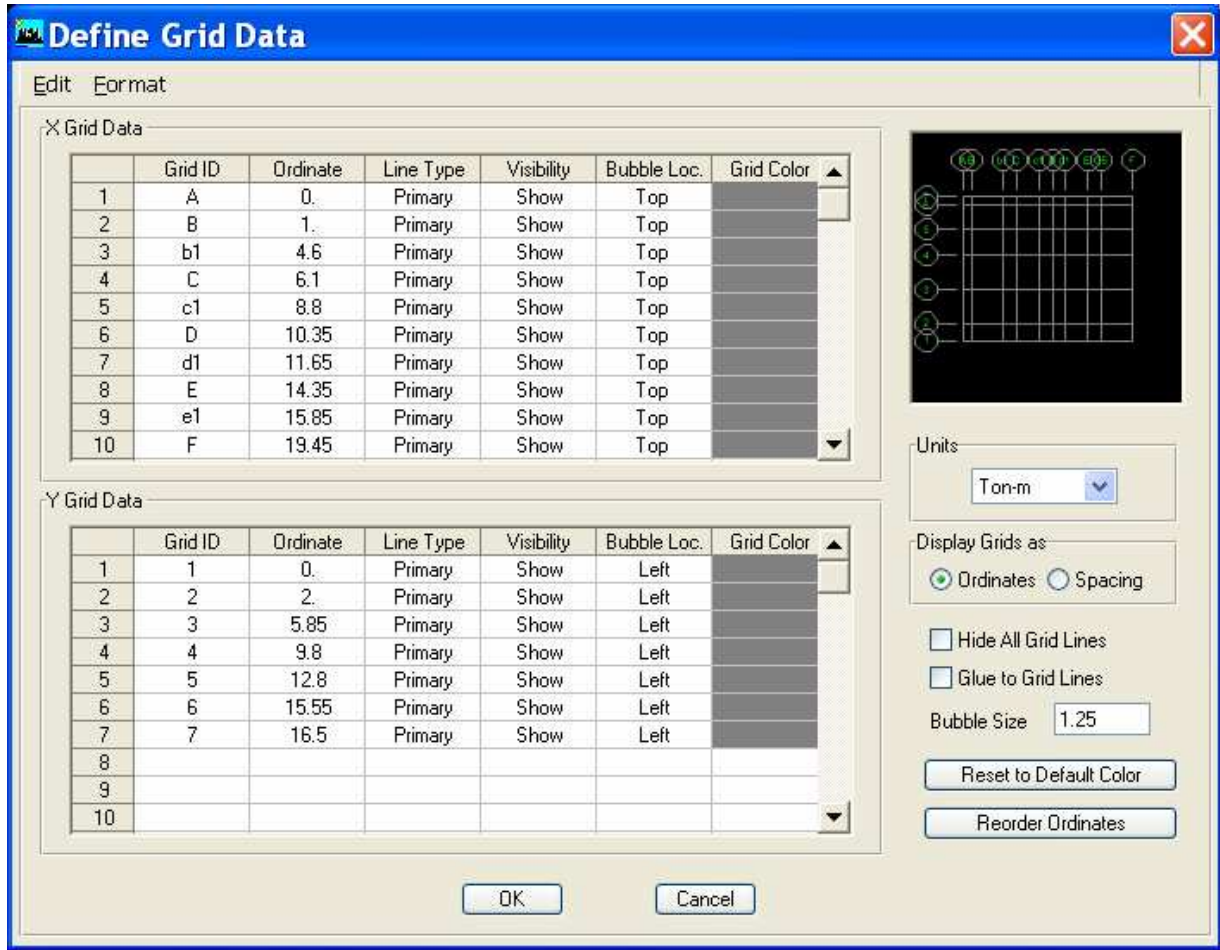 Define Grid Data
Edit Format
X Grid Data
Grid ID Ordinate Line Type Visibility Bubble Loc. Grid Color
1 A 0. Primary Show Top
2 B 1. Primary Show Top
3 b1 4.6 Primary Show Top
4 C 6.1 Primary Show Top
5 c1 8.8 Primary Show Top
6 D 10.35 Primary Show Top
7 d1 11.65 Primary Show Top
8 E 14.35 Primary Show Top
9 e1 15.85 Primary Show Top
10 F 19.45 Primary Show Top
Y Grid Data
Grid ID Ordinate Line Type Visibility Bubble Loc. Grid Color
1 1 0. Primary Show Left
2 2 2. Primary Show Left
3 3 5.85 Primary Show Left
4 4 9.8 Primary Show Left
5 5 12.8 Primary Show Left
6 6 15.55 Primary Show Left
7 7 16.5 Primary Show Left
8
9
10
F
5
4
3
2
1
Units
Ton-m
Display Grids as
Ordinates Spacing
Hide All Grid Lines
Glue to Grid Lines
Bubble Size 1.25
Reset to Default Color
Reorder Ordinates
OK Cancel